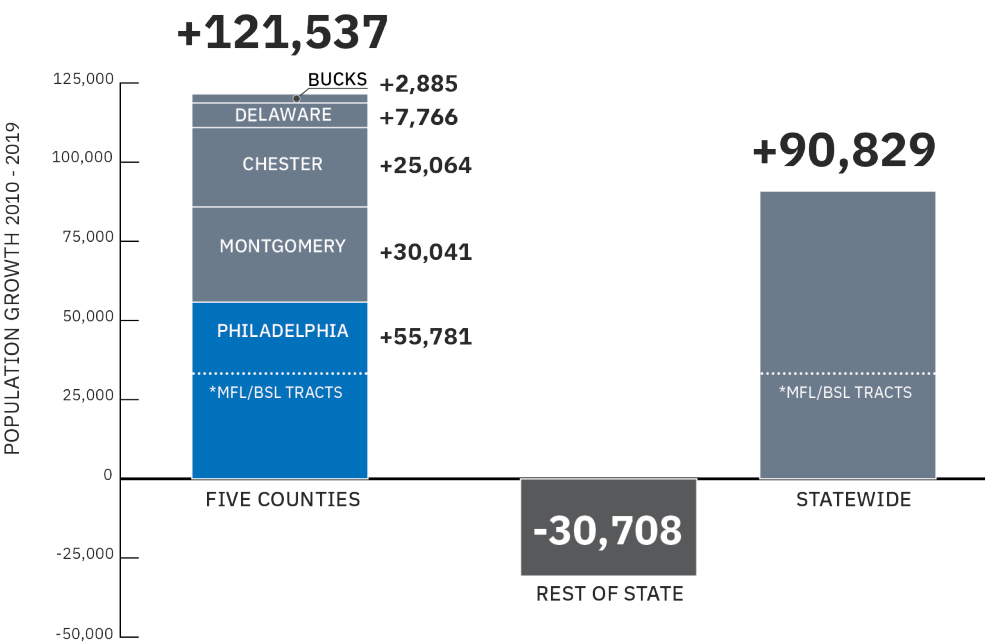 +121,537
BUCKS +2,885
DELAWARE +7,766
CHESTER +25,064
MONTGOMERY +30,041
PHILADELPHIA +55,781
*MFL/BSL TRACTS
FIVE COUNTIES
-30,708
REST OF STATE
+90,829
*MFL/BSL TRACTS
STATEWIDE
POPULATION GROWTH 2010 - 2019
125,000
100,000
75,000
50,000
25,000
0
-25,000
-50,000